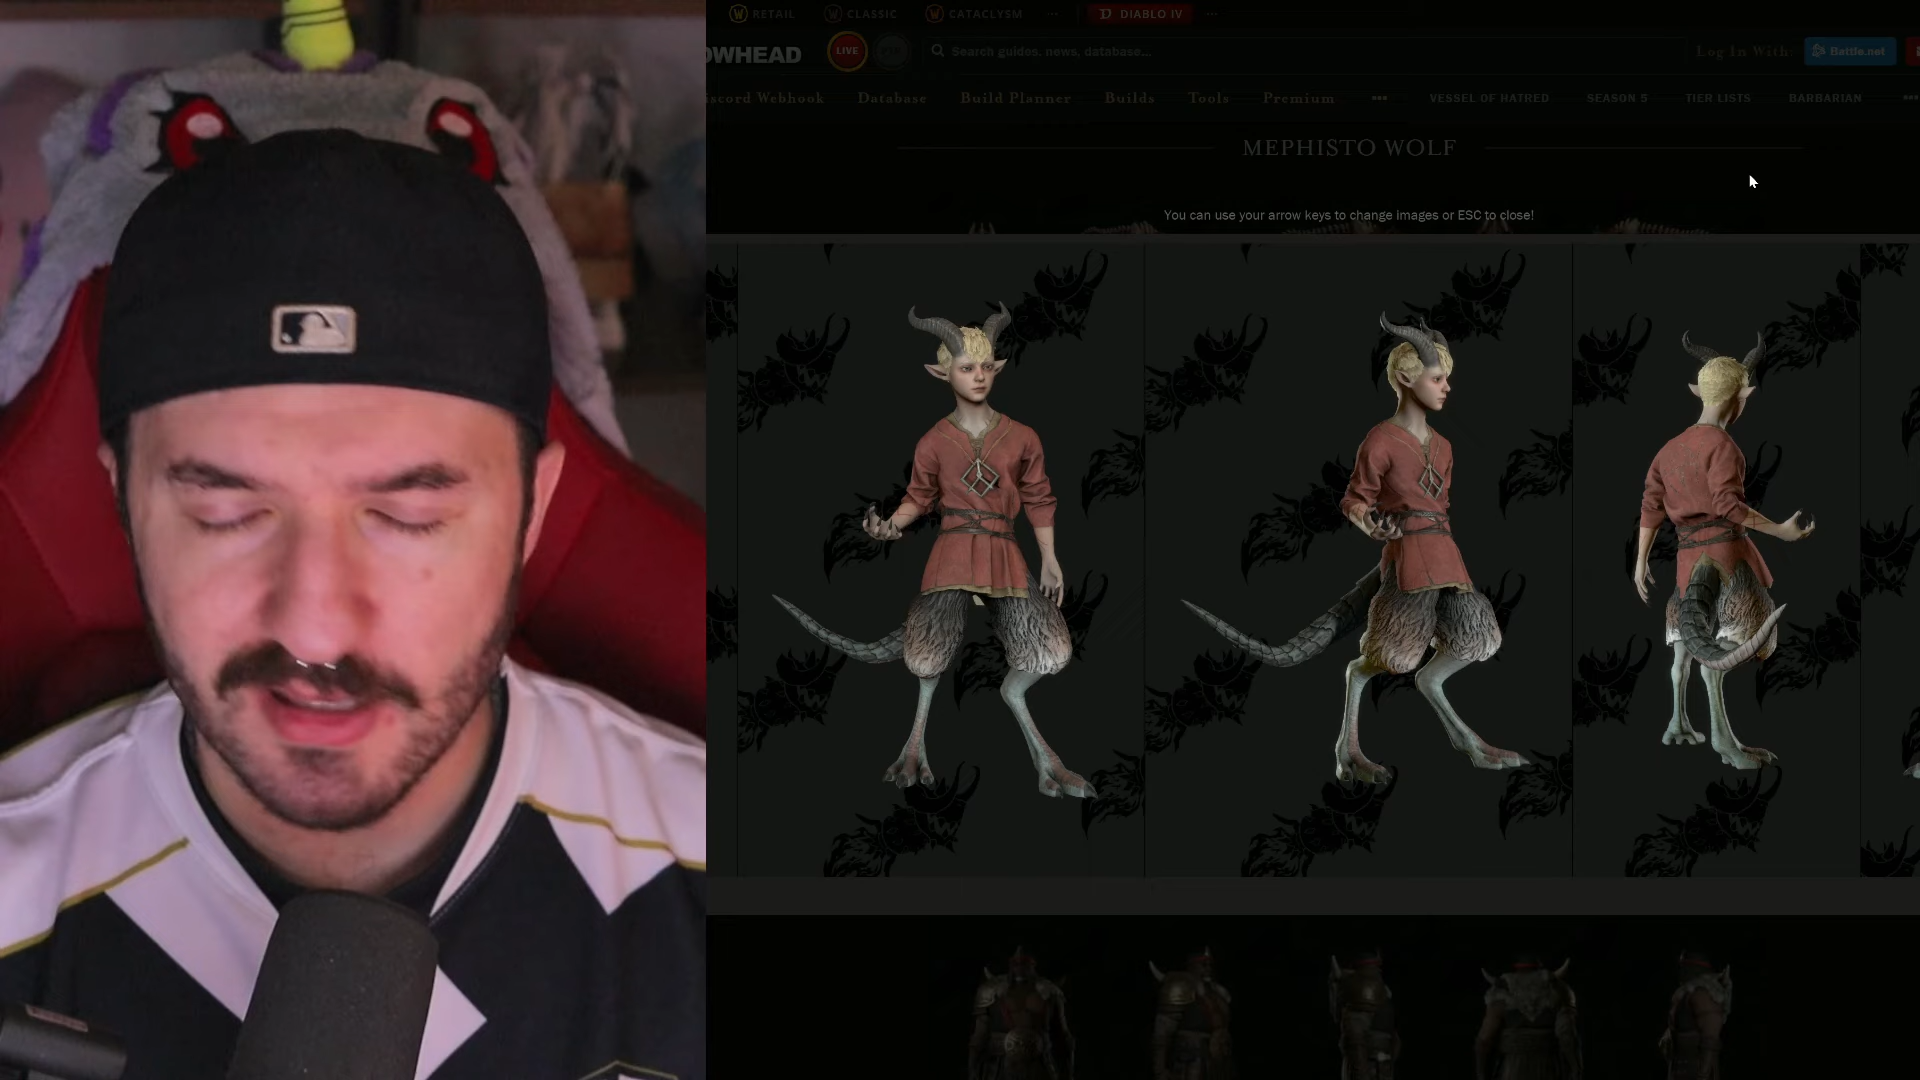 RETAIL CLASSIC CATACLYSM ... DIABLO IV ...
OWHEAD LIVE Search guides, news, database... Log In With: Battle.net
iscord Webhook Database Build Planner Builds Tools Premium ... VESSEL OF HATRED SEASON 5 TIER LISTS BARBARIAN ...
MEPHISTO WOLF
You can use your arrow keys to change images or ESC to close!